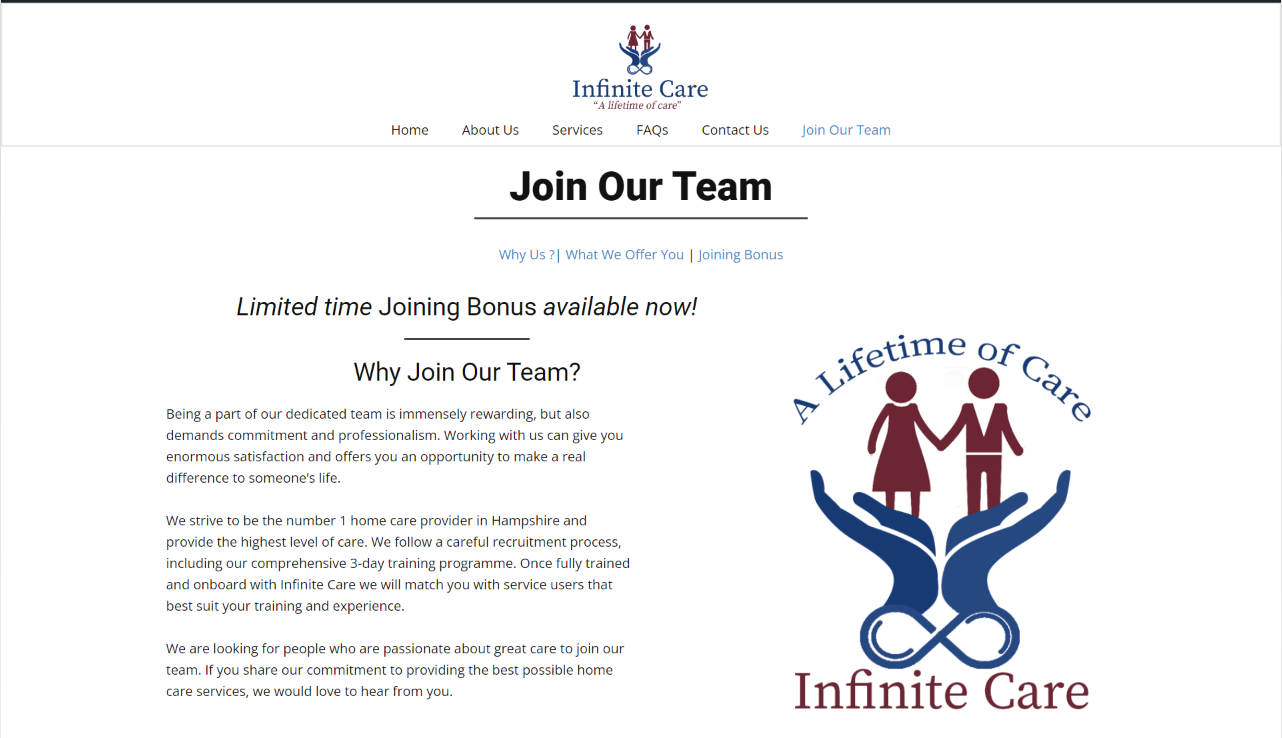 Infinite Care
“A lifetime of care”
Home About Us Services FAQs Contact Us Join Our Team
Join Our Team
Why Us ?| What We Offer You | Joining Bonus
Limited time Joining Bonus available now!
Why Join Our Team?
Being a part of our dedicated team is immensely rewarding, but also
demands commitment and professionalism. Working with us can give you
enormous satisfaction and offers you an opportunity to make a real
difference to someone’s life.
We strive to be the number 1 home care provider in Hampshire and
provide the highest level of care. We follow a careful recruitment process,
including our comprehensive 3-day training programme. Once fully trained
and onboard with Infinite Care we will match you with service users that
best suit your training and experience.
We are looking for people who are passionate about great care to join our
team. If you share our commitment to providing the best possible home
care services, we would love to hear from you.
A Lifetime of Care
Infinite Care